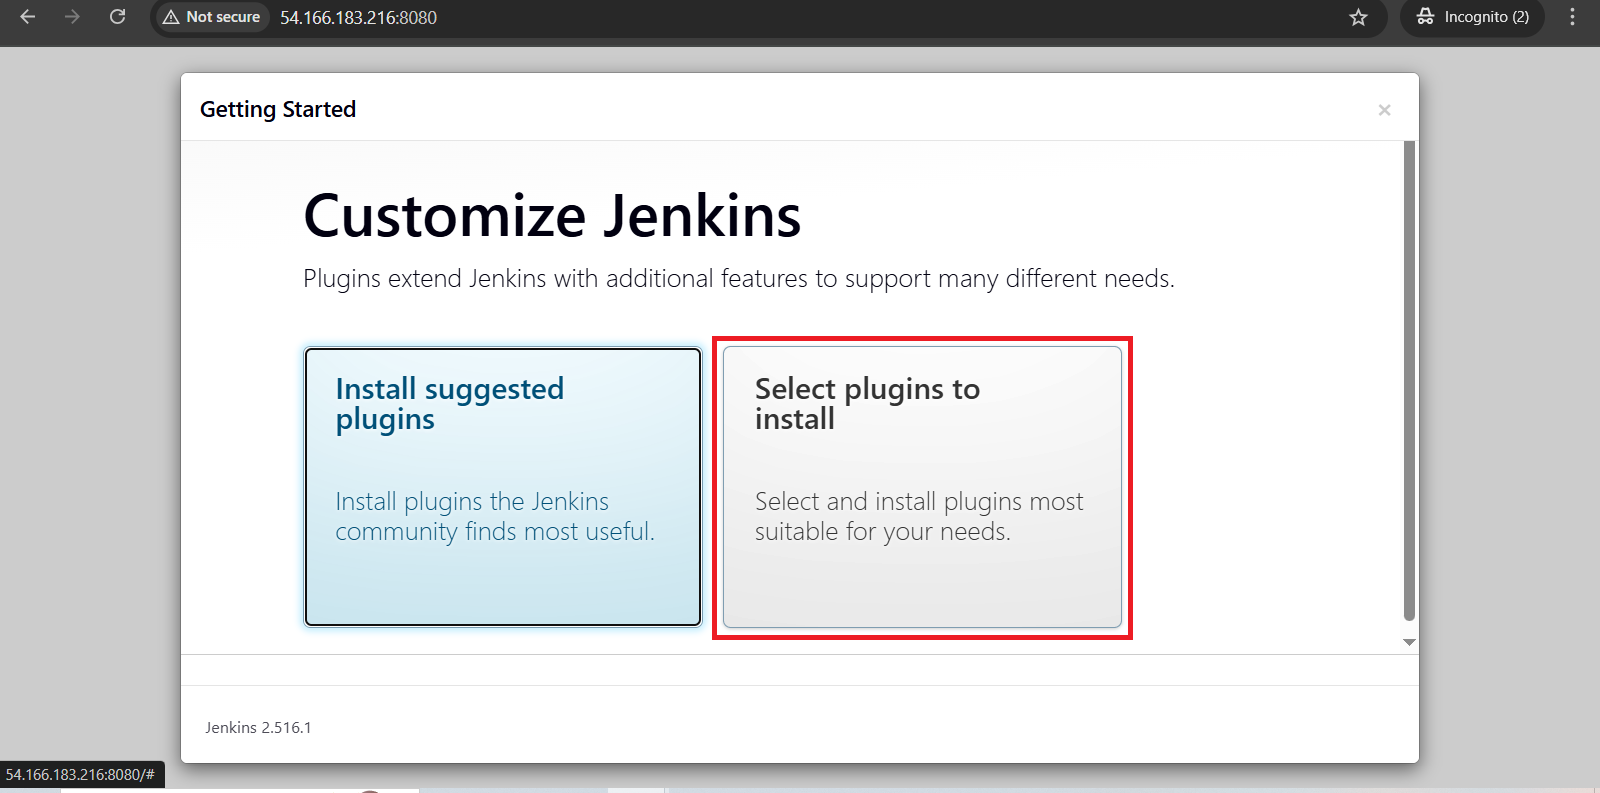 Not secure 54.166.183.216:8080 Incognito (2)
Getting Started
Customize Jenkins
Plugins extend Jenkins with additional features to support many different needs.
Install suggested
plugins
Install plugins the Jenkins
community finds most useful.
Select plugins to
install
Select and install plugins most
suitable for your needs.
Jenkins 2.516.1
54.166.183.216:8080/#